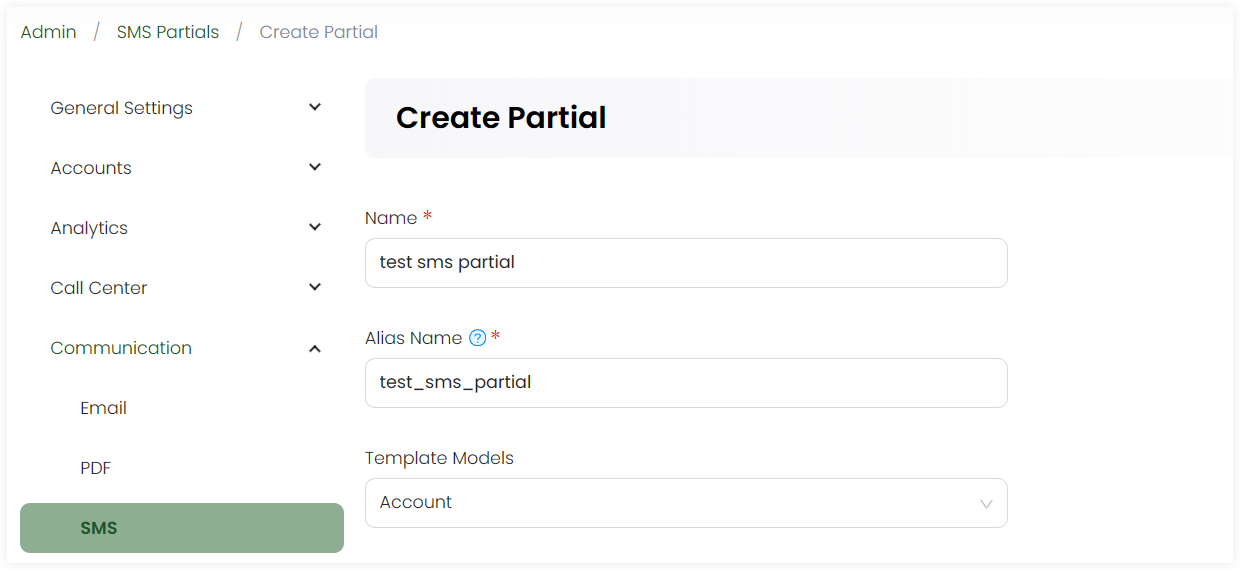 Admin / SMS Partials / Create Partial
General Settings
Accounts
Analytics
Call Center
Communication
Email
PDF
SMS
Create Partial
Name *
test sms partial
Alias Name ? *
test_sms_partial
Template Models
Account